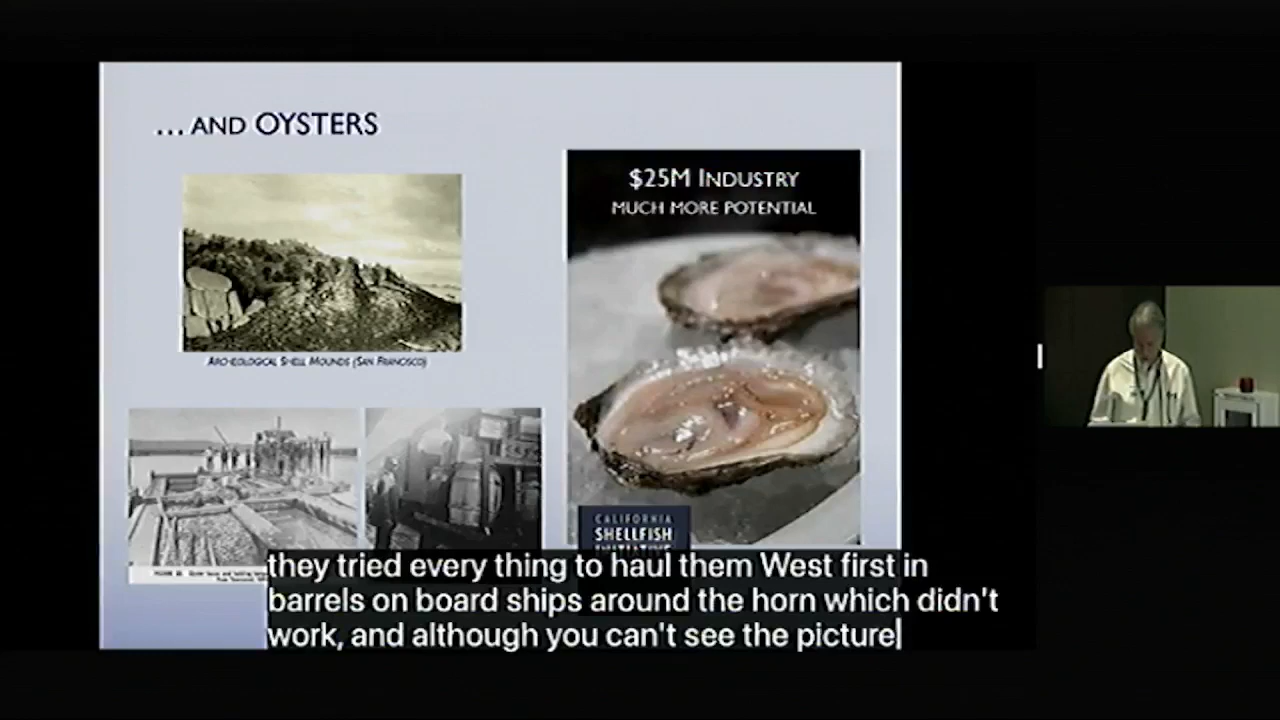 ...AND OYSTERS
$25M INDUSTRY
MUCH MORE POTENTIAL
ARCHEOLOGICAL SHELL MOUNDS (SAN FRANCISCO)
CALIFORNIA
SHELLFISH
INITIATIVE
they tried every thing to haul them West first in
barrels on board ships around the horn which didn't
work, and although you can't see the picture